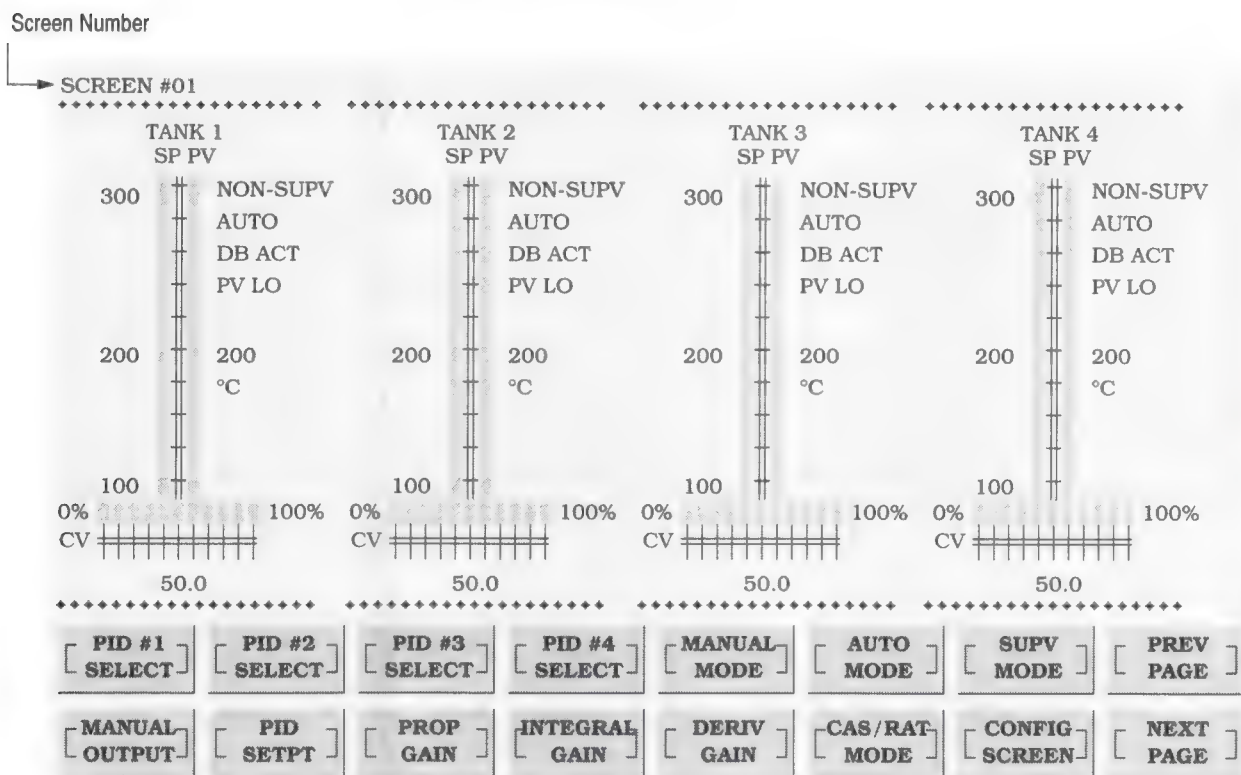 Screen Number
SCREEN #01
TANK 1
SP PV
300
NON-SUPV
AUTO
DB ACT
PV LO
200
200
°C
100
0%
100%
CV
50.0
TANK 2
SP PV
300
NON-SUPV
AUTO
DB ACT
PV LO
200
200
°C
100
0%
100%
CV
50.0
TANK 3
SP PV
300
NON-SUPV
AUTO
DB ACT
PV LO
200
200
°C
100
0%
100%
CV
50.0
TANK 4
SP PV
300
NON-SUPV
AUTO
DB ACT
PV LO
200
200
°C
100
0%
100%
CV
50.0
PID #1
SELECT
PID #2
SELECT
PID #3
SELECT
PID #4
SELECT
MANUAL
MODE
AUTO
MODE
SUPV
MODE
PREV
PAGE
MANUAL
OUTPUT
PID
SETPT
PROP
GAIN
INTEGRAL
GAIN
DERIV
GAIN
CAS/RAT
MODE
CONFIG
SCREEN
NEXT
PAGE